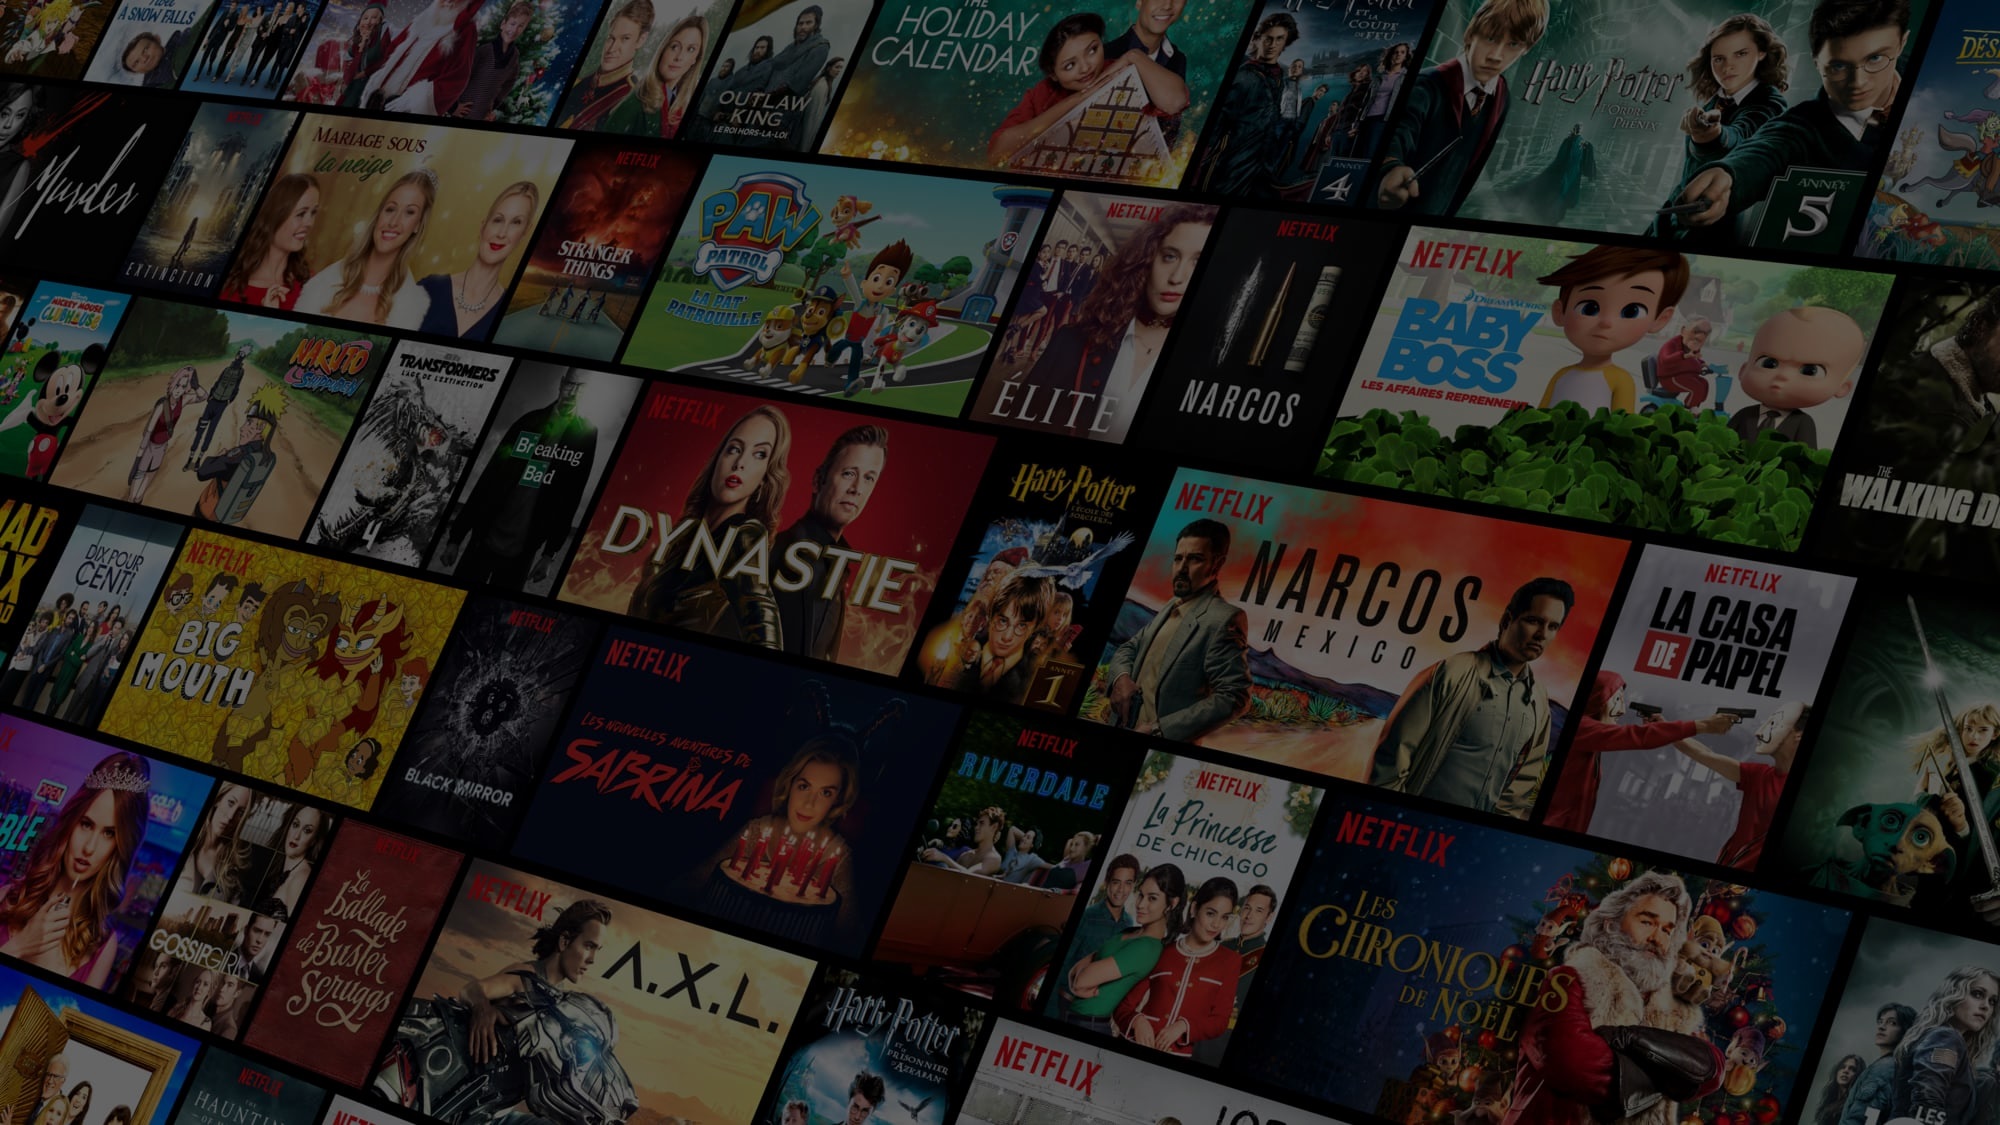 A SNOW FALLS
OUTLAW
KING
LE ROI HORS-LA-LOI
THE
HOLIDAY
CALENDAR
Harry Potter
ET LA
COUPE
DE FEU
ANNÉE
4
Harry Potter
ET L'ORDRE
DU
PHÉNIX
ANNÉE
5
Murder
NETFLIX
EXTINCTION
MARIAGE SOUS
la neige
NETFLIX
STRANGER
THINGS
PAW
PATROL
LA PAT'
PATROUILLE
NETFLIX
ÉLITE
NETFLIX
NARCOS
NETFLIX
DREAMWORKS
BABY
BOSS
LES AFFAIRES REPRENNENT
THE
WALKING
MICKEY MOUSE
CLUBHOUSE
NARUTO
Shippuden
TRANSFORMERS
L'ÂGE DE L'EXTINCTION
4
Breaking
Bad
NETFLIX
DYNASTIE
Harry Potter
À L'ÉCOLE DES
SORCIERS
ANNÉE
1
NETFLIX
NARCOS
MEXICO
NETFLIX
LA CASA
DE PAPEL
DIX POUR
CENT!
NETFLIX
BIG
MOUTH
NETFLIX
BLACK MIRROR
NETFLIX
LES NOUVELLES AVENTURES DE
SABRINA
NETFLIX
RIVERDALE
NETFLIX
La Princesse
DE CHICAGO
NETFLIX
LES
CHRONIQUES
DE NOËL
GOSSIP GIRL
NETFLIX
La
ballade
de Buster
Scruggs
NETFLIX
A.X.L.
Harry Potter
ET LE
PRISONNIER
D'AZKABAN
NETFLIX
LES
NETFLIX
THE
HAUNTING